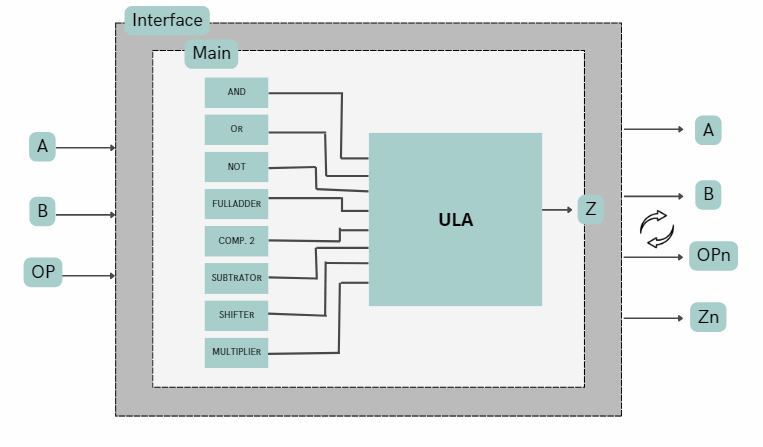 Interface
Main
AND
OR
NOT
FULLADDER
COMP. 2
SUBTRATOR
SHIFTER
MULTIPLIER
ULA
Z
A
B
OP
A
B
OPn
Zn